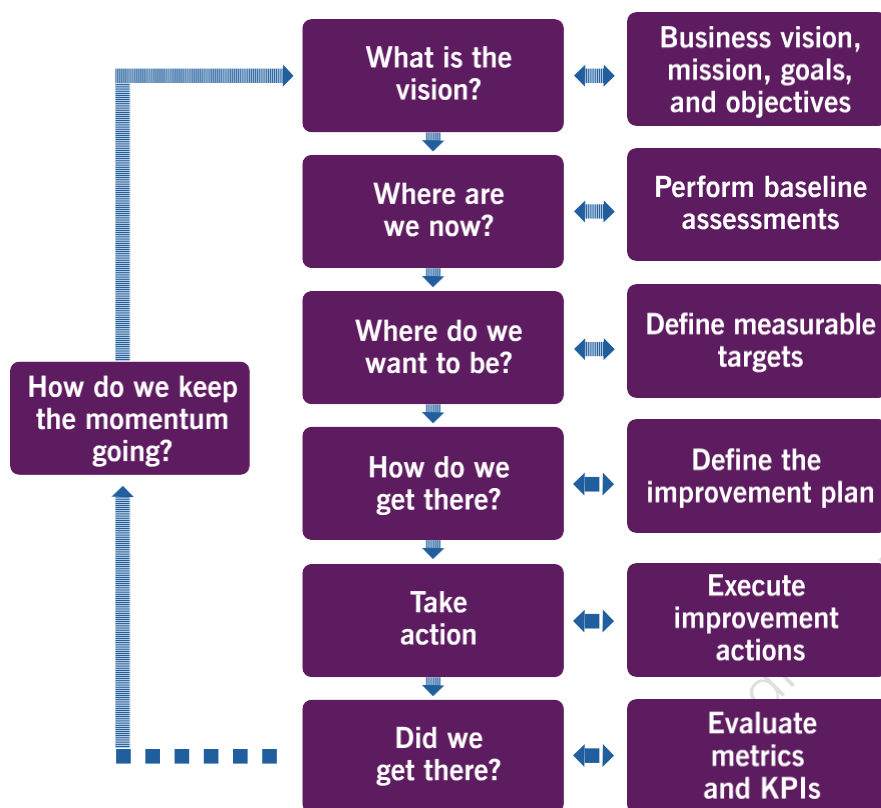 What is the
vision?
Business vision,
mission, goals,
and objectives
Where are
we now?
Perform baseline
assessments
Where do we
want to be?
Define measurable
targets
How do we keep
the momentum
going?
How do we
get there?
Define the
improvement plan
Take
action
Execute
improvement
actions
Did we
get there?
Evaluate
metrics
and KPIs